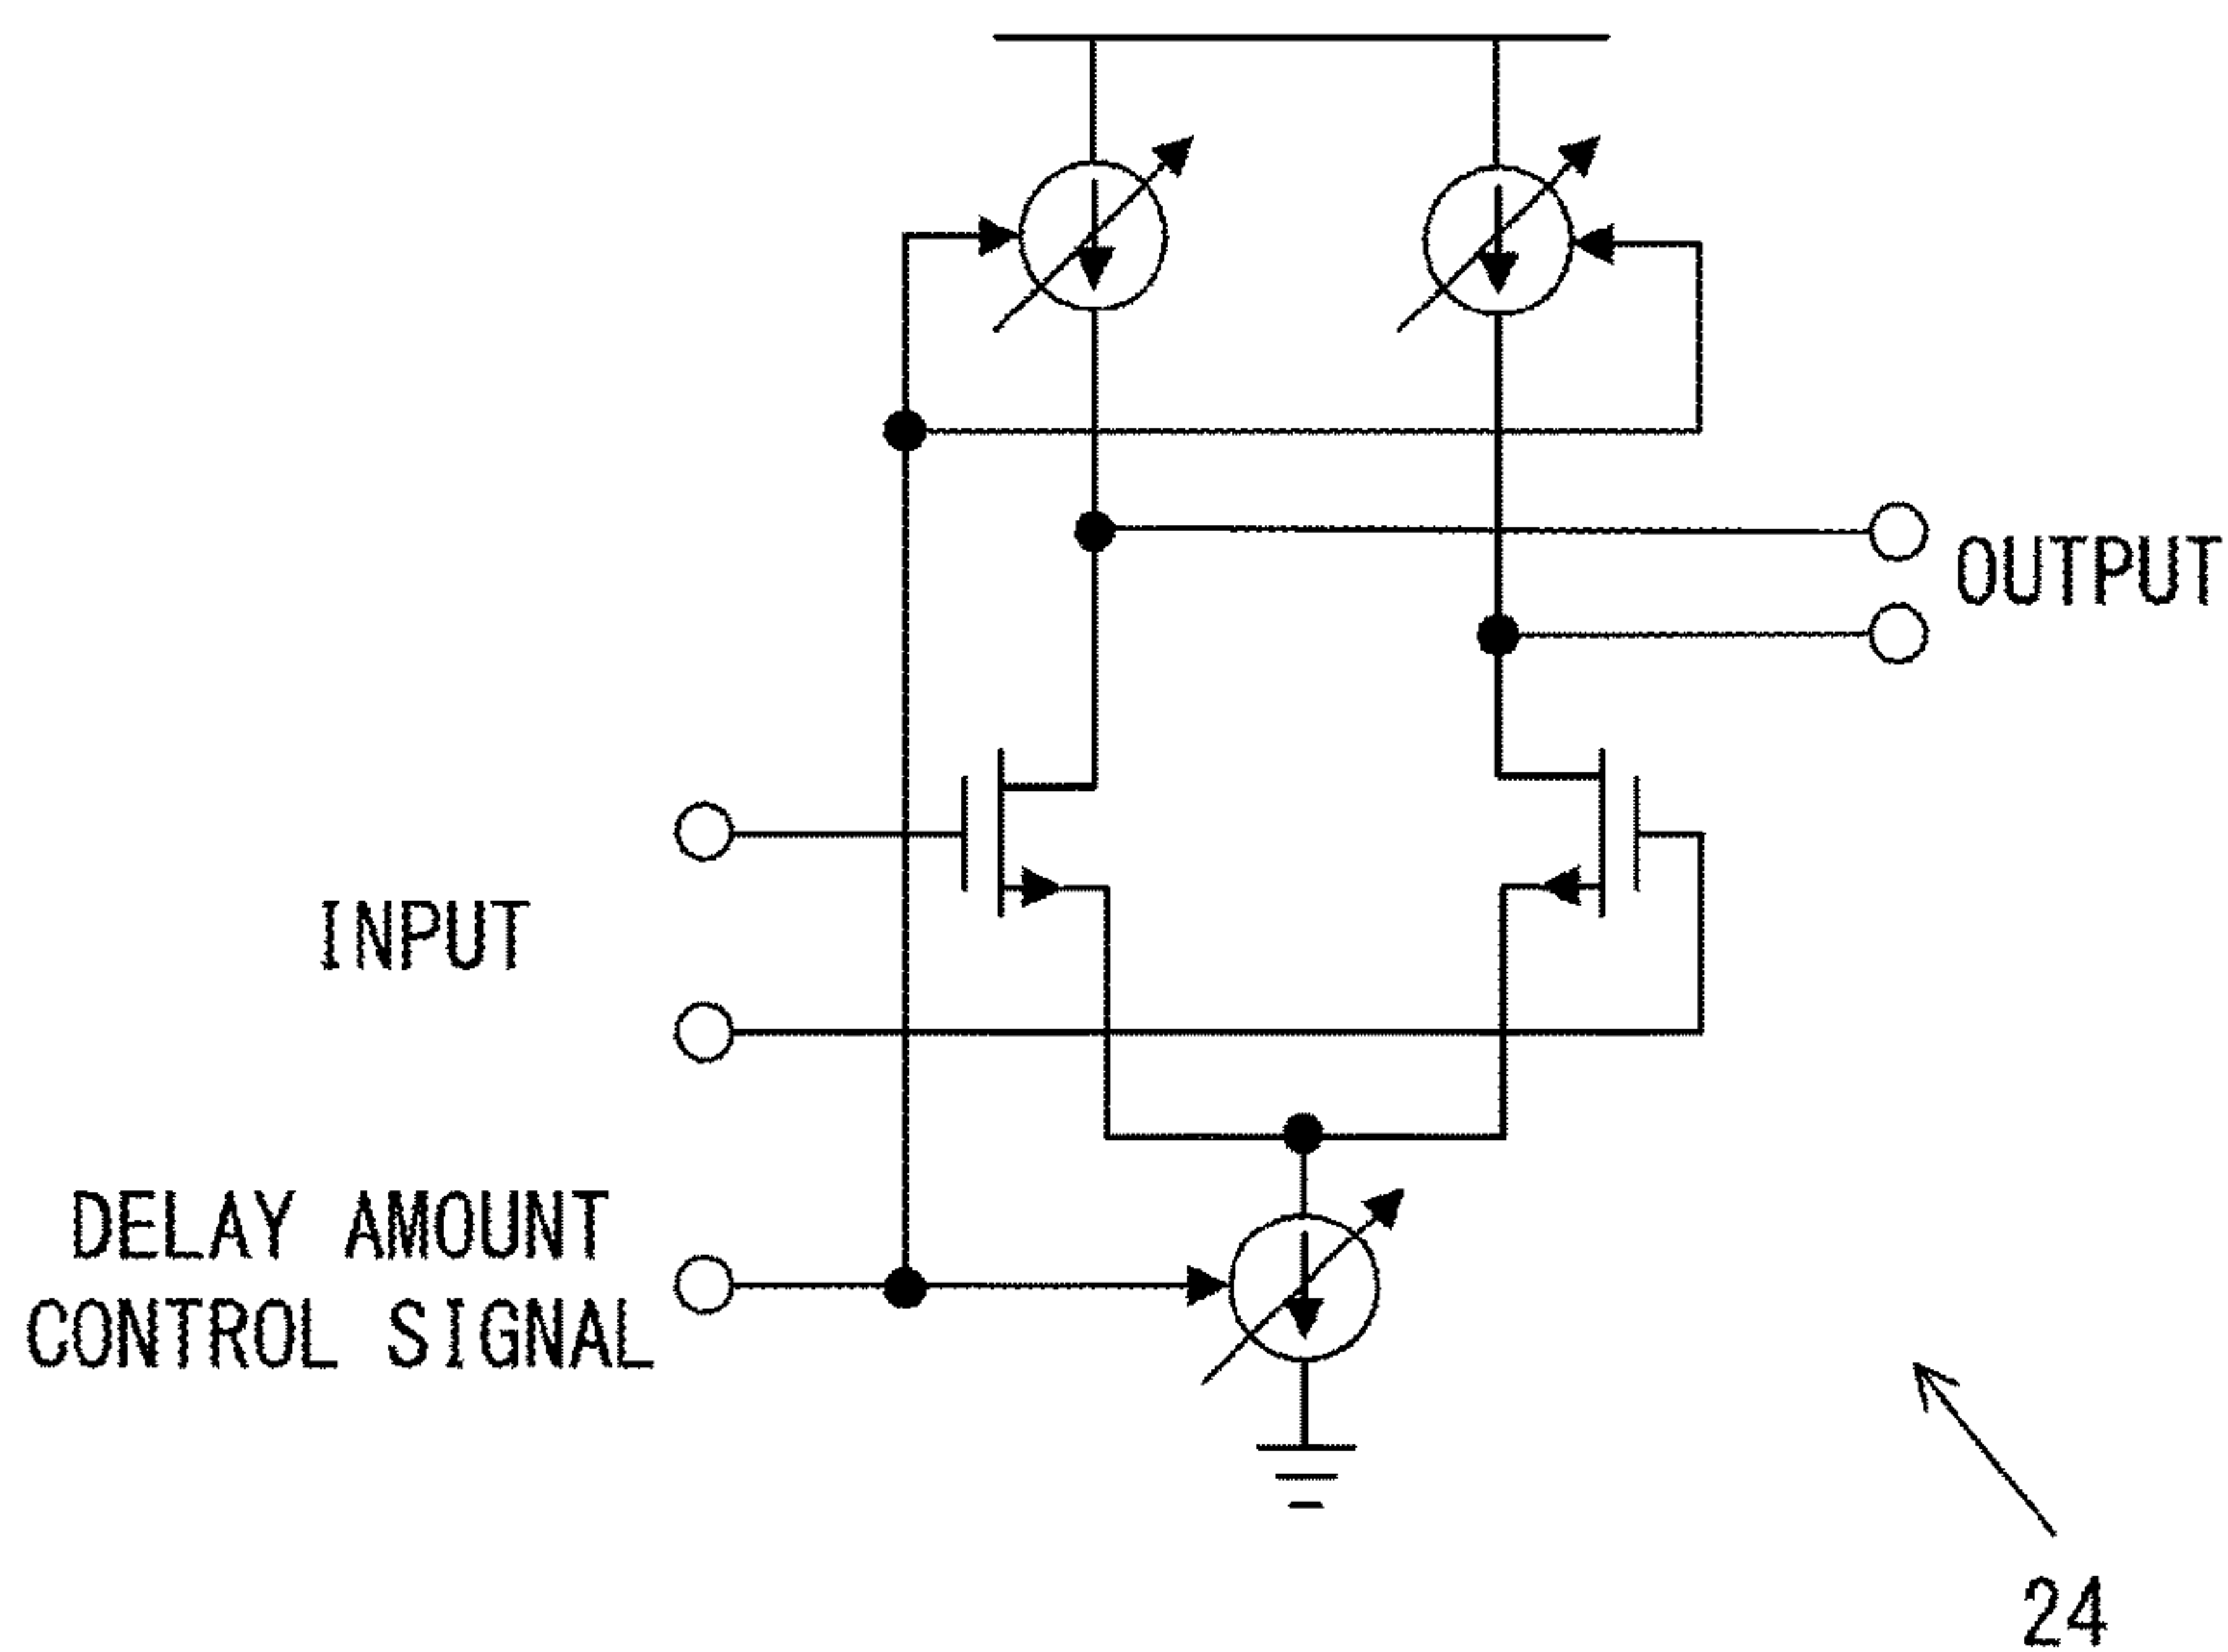 OUTPUT
INPUT
DELAY AMOUNT
CONTROL SIGNAL
24